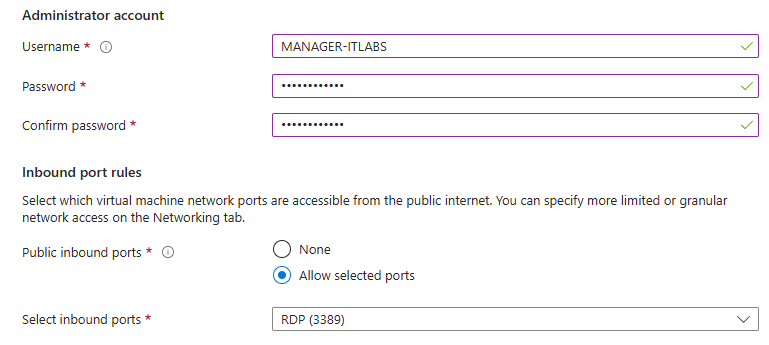 Administrator account
Username *
MANAGER-ITLABS
Password *
••••••••••••
Confirm password *
••••••••••••
Inbound port rules
Select which virtual machine network ports are accessible from the public internet. You can specify more limited or granular
network access on the Networking tab.
Public inbound ports *
None
Allow selected ports
Select inbound ports *
RDP (3389)